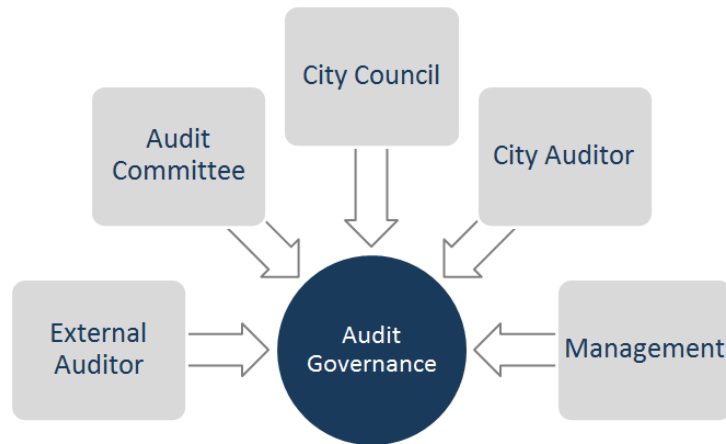 City Council
Audit
Committee
City Auditor
External
Auditor
Audit
Governance
Management